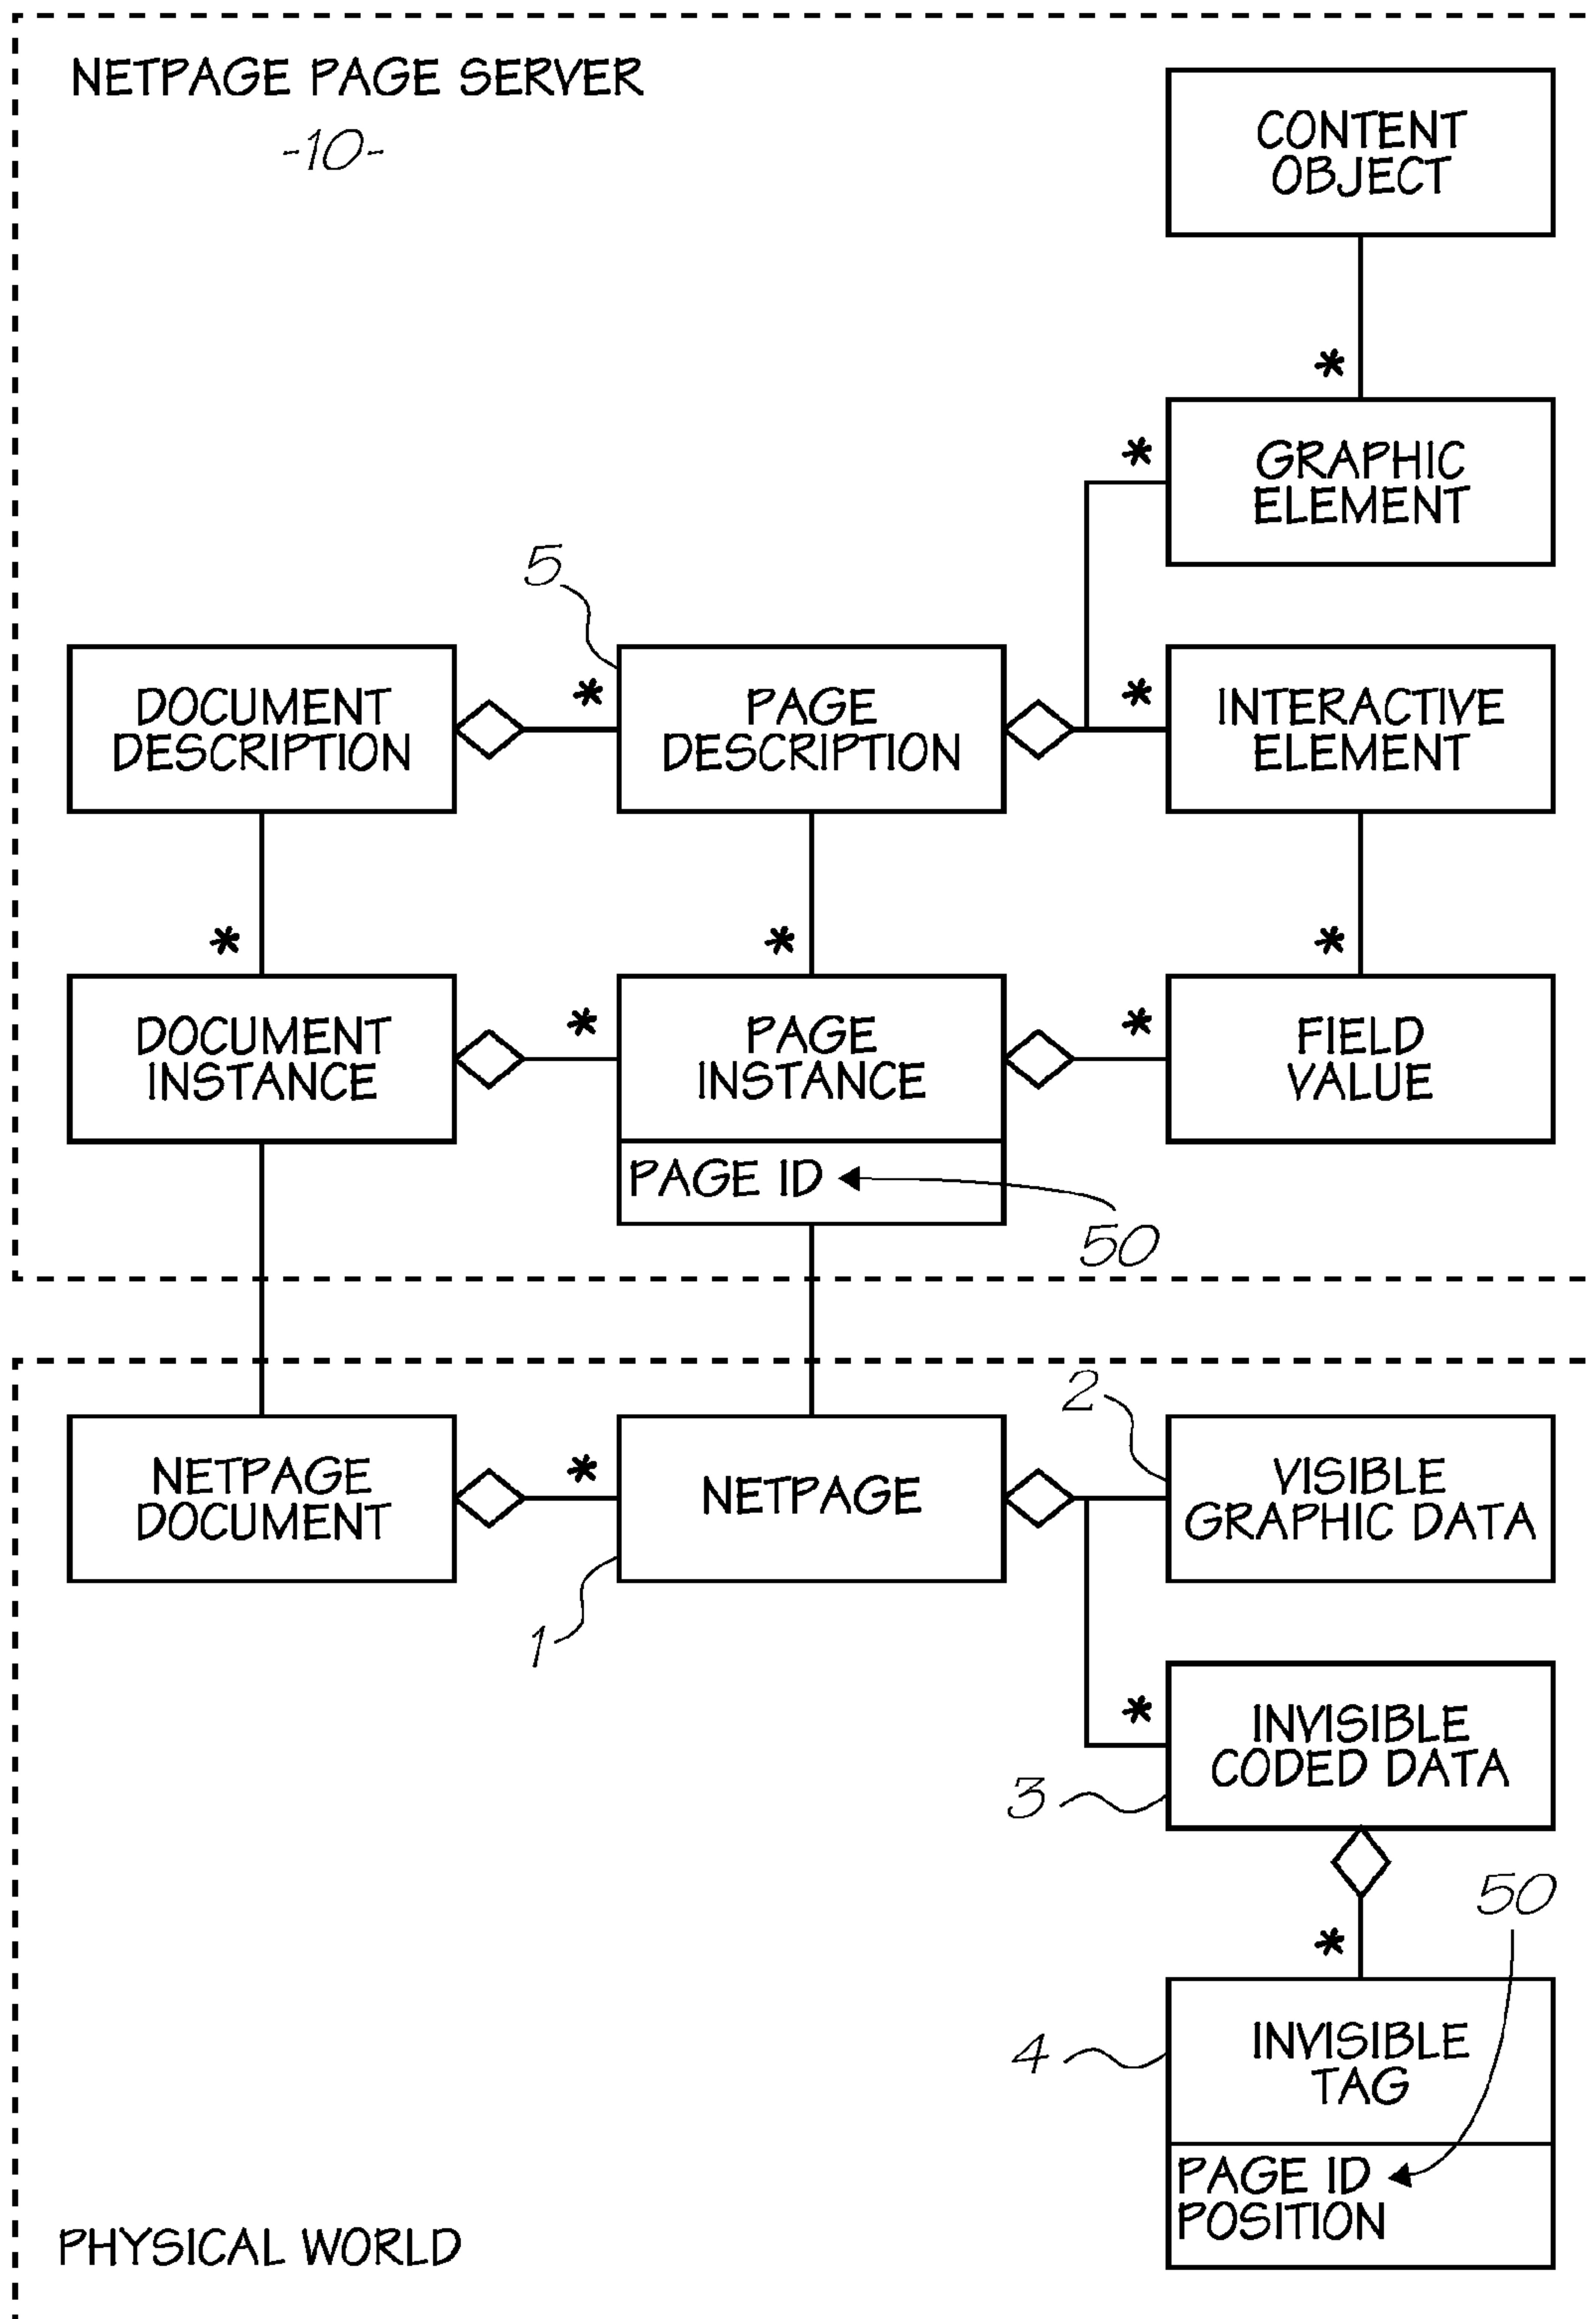 NETPAGE PAGE SERVER
-10-
CONTENT
OBJECT
*
*
GRAPHIC
ELEMENT
5
DOCUMENT
DESCRIPTION
*
PAGE
DESCRIPTION
*
INTERACTIVE
ELEMENT
*
*
*
DOCUMENT
INSTANCE
*
PAGE
INSTANCE
*
FIELD
VALUE
PAGE ID
50
2
NETPAGE
DOCUMENT
*
NETPAGE
VISIBLE
GRAPHIC DATA
1
*
INVISIBLE
CODED DATA
3
50
*
4
INVISIBLE
TAG
PAGE ID
POSITION
PHYSICAL WORLD